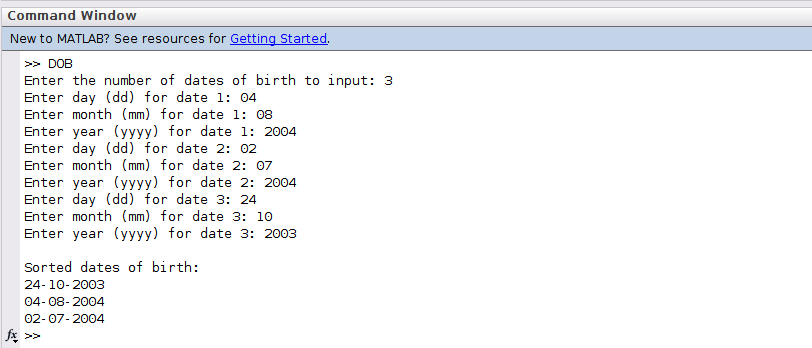 Command Window
New to MATLAB? See resources for Getting Started.
>> DOB
Enter the number of dates of birth to input: 3
Enter day (dd) for date 1: 04
Enter month (mm) for date 1: 08
Enter year (yyyy) for date 1: 2004
Enter day (dd) for date 2: 02
Enter month (mm) for date 2: 07
Enter year (yyyy) for date 2: 2004
Enter day (dd) for date 3: 24
Enter month (mm) for date 3: 10
Enter year (yyyy) for date 3: 2003
Sorted dates of birth:
24-10-2003
04-08-2004
02-07-2004
fx >>